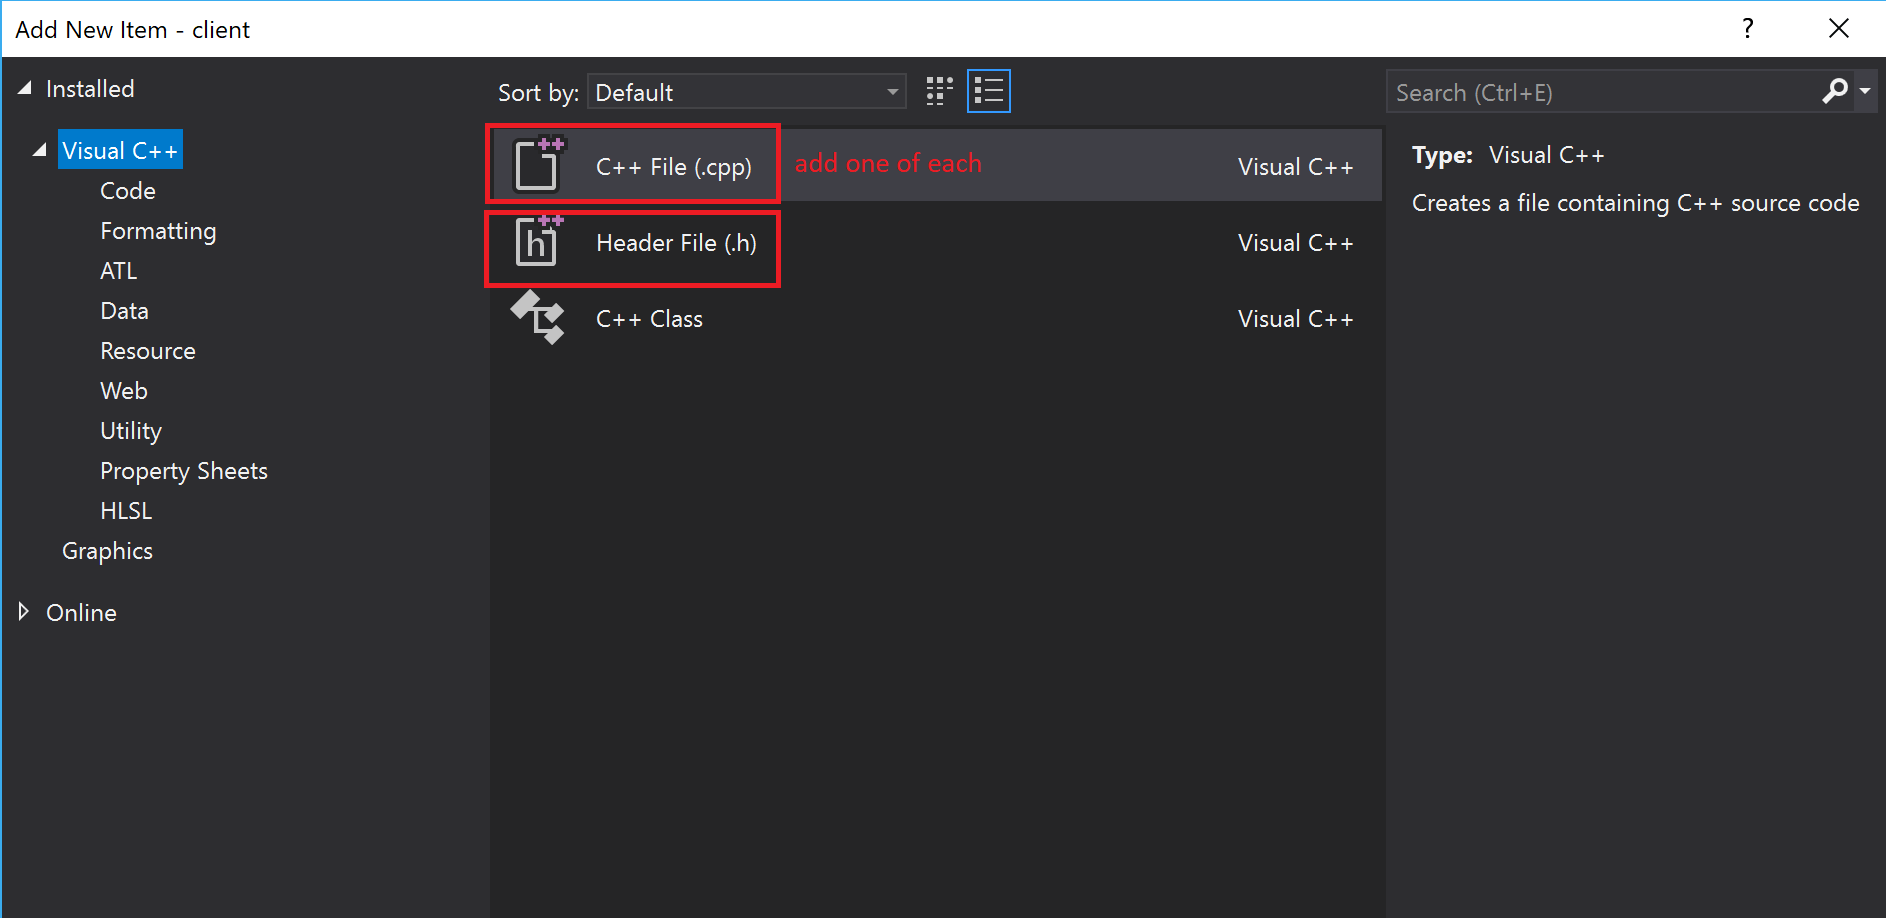 Add New Item - client
?
Installed
Visual C++
Code
Formatting
ATL
Data
Resource
Web
Utility
Property Sheets
HLSL
Graphics
Online
Sort by: Default
C++ File (.cpp) add one of each Visual C++
h Header File (.h) Visual C++
C++ Class Visual C++
Search (Ctrl+E)
Type: Visual C++
Creates a file containing C++ source code